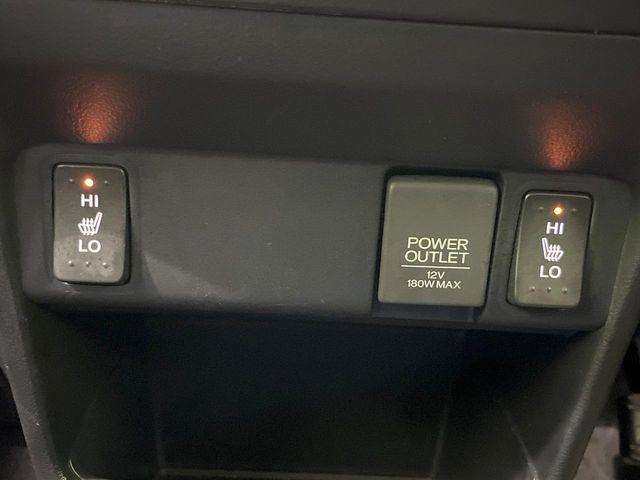 HI
LO
POWER
OUTLET
12V
180W MAX
HI
LO